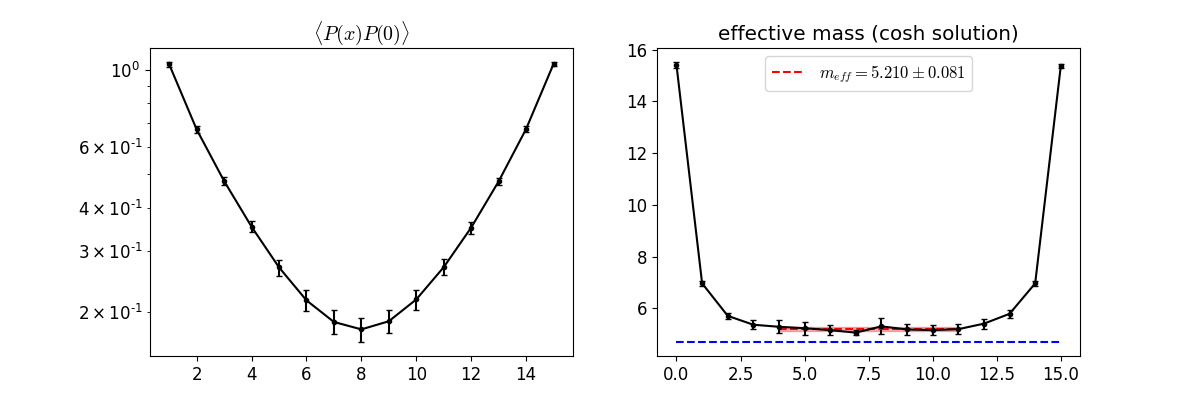 ⟨P(x)P(0)⟩
10⁰
6 × 10⁻¹
4 × 10⁻¹
3 × 10⁻¹
2 × 10⁻¹
2 4 6 8 10 12 14
effective mass (cosh solution)
m_eff = 5.210 ± 0.081
16
14
12
10
8
6
0.0 2.5 5.0 7.5 10.0 12.5 15.0